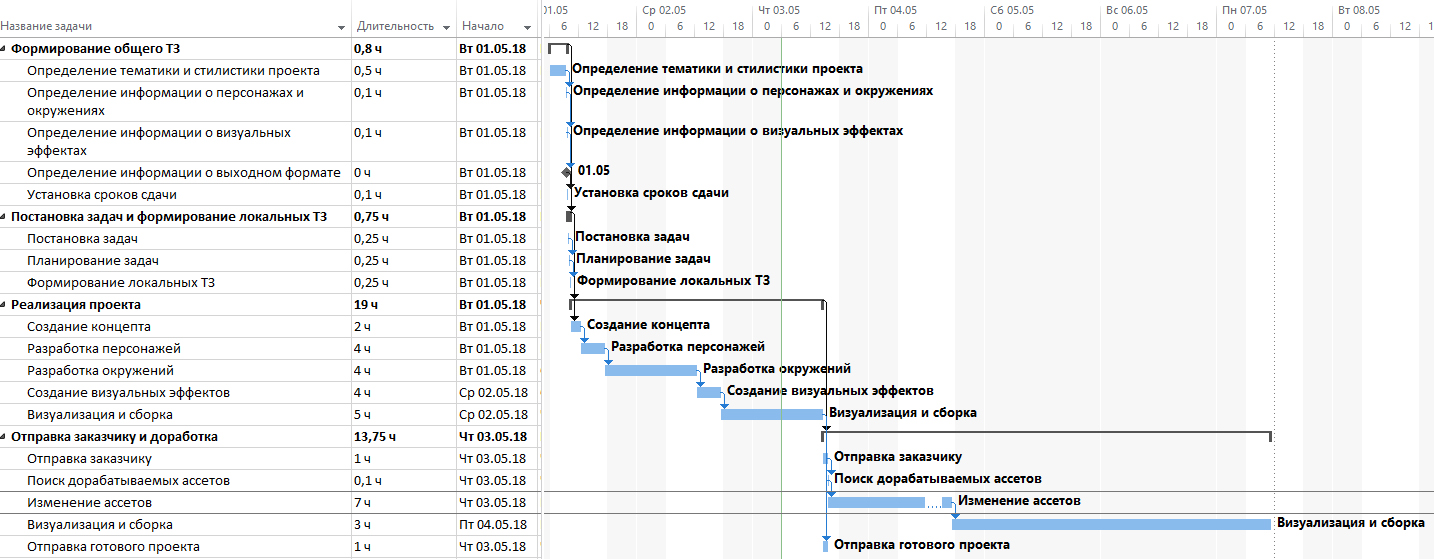 01.05 Ср 02.05 Чт 03.05 Пт 04.05 Сб 05.05 Вс 06.05 Пн 07.05 Вт 08.05
Название задачи Длительность Начало 6 12 18 0 6 12 18 0 6 12 18 0 6 12 18 0 6 12 18 0 6 12 18 0 6 12 18 0 6 12
Формирование общего ТЗ 0,8 ч Вт 01.05.18
Определение тематики и стилистики проекта 0,5 ч Вт 01.05.18 Определение тематики и стилистики проекта
Определение информации о персонажах и 0,1 ч Вт 01.05.18 Определение информации о персонажах и окружениях
окружениях
Определение информации о визуальных 0,1 ч Вт 01.05.18 Определение информации о визуальных эффектах
эффектах
Определение информации о выходном формате 0 ч Вт 01.05.18 01.05
Установка сроков сдачи 0,1 ч Вт 01.05.18 Установка сроков сдачи
Постановка задач и формирование локальных ТЗ 0,75 ч Вт 01.05.18
Постановка задач 0,25 ч Вт 01.05.18 Постановка задач
Планирование задач 0,25 ч Вт 01.05.18 Планирование задач
Формирование локальных ТЗ 0,25 ч Вт 01.05.18 Формирование локальных ТЗ
Реализация проекта 19 ч Вт 01.05.18
Создание концепта 2 ч Вт 01.05.18 Создание концепта
Разработка персонажей 4 ч Вт 01.05.18 Разработка персонажей
Разработка окружений 4 ч Вт 01.05.18 Разработка окружений
Создание визуальных эффектов 4 ч Ср 02.05.18 Создание визуальных эффектов
Визуализация и сборка 5 ч Ср 02.05.18 Визуализация и сборка
Отправка заказчику и доработка 13,75 ч Чт 03.05.18
Отправка заказчику 1 ч Чт 03.05.18 Отправка заказчику
Поиск дорабатываемых ассетов 0,1 ч Чт 03.05.18 Поиск дорабатываемых ассетов
Изменение ассетов 7 ч Чт 03.05.18 Изменение ассетов
Визуализация и сборка 3 ч Пт 04.05.18 Визуализация и сборка
Отправка готового проекта 1 ч Чт 03.05.18 Отправка готового проекта